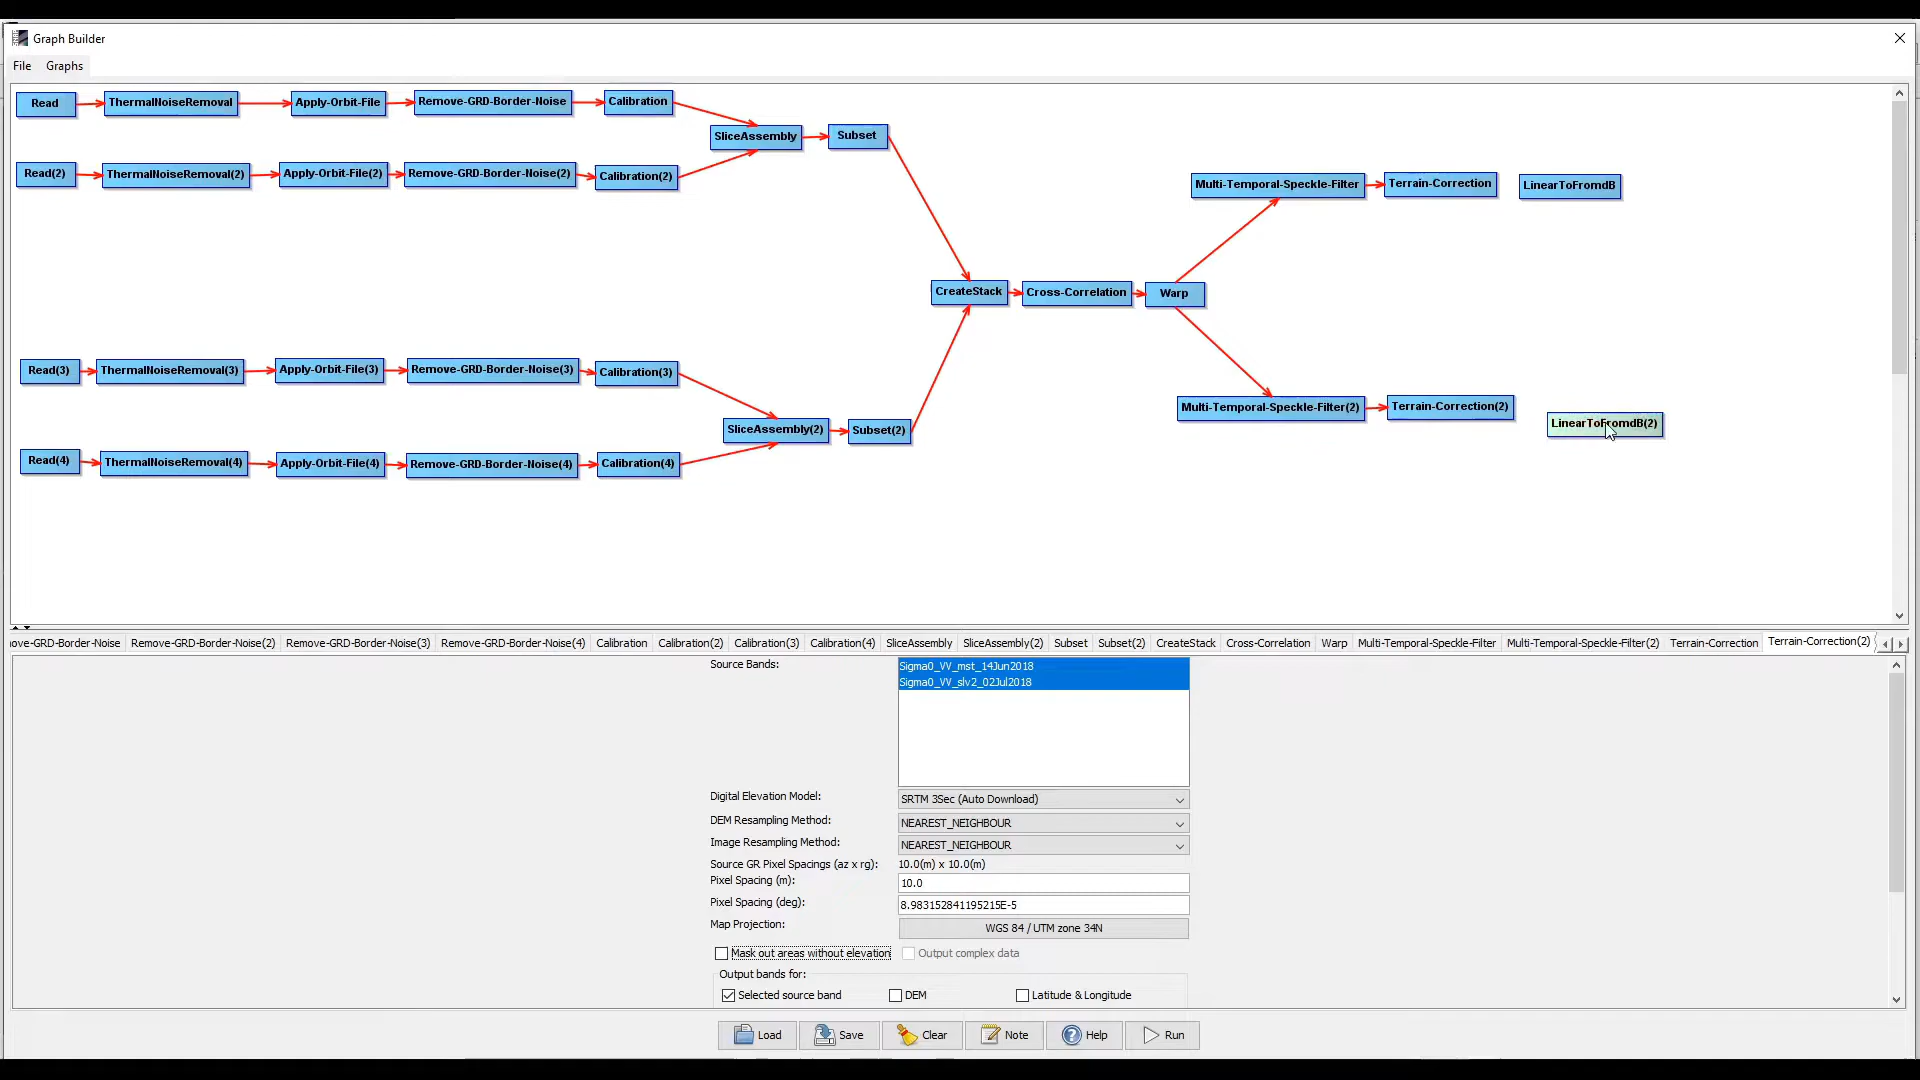 Graph Builder
File Graphs
Read ThermalNoiseRemoval Apply-Orbit-File Remove-GRD-Border-Noise Calibration
SliceAssembly Subset
Read(2) ThermalNoiseRemoval(2) Apply-Orbit-File(2) Remove-GRD-Border-Noise(2) Calibration(2)
Multi-Temporal-Speckle-Filter Terrain-Correction LinearToFromdB
CreateStack Cross-Correlation Warp
Read(3) ThermalNoiseRemoval(3) Apply-Orbit-File(3) Remove-GRD-Border-Noise(3) Calibration(3)
Multi-Temporal-Speckle-Filter(2) Terrain-Correction(2)
LinearToFromdB(2)
SliceAssembly(2) Subset(2)
Read(4) ThermalNoiseRemoval(4) Apply-Orbit-File(4) Remove-GRD-Border-Noise(4) Calibration(4)
ove-GRD-Border-Noise Remove-GRD-Border-Noise(2) Remove-GRD-Border-Noise(3) Remove-GRD-Border-Noise(4) Calibration Calibration(2) Calibration(3) Calibration(4) SliceAssembly SliceAssembly(2) Subset Subset(2) CreateStack Cross-Correlation Warp Multi-Temporal-Speckle-Filter Multi-Temporal-Speckle-Filter(2) Terrain-Correction Terrain-Correction(2)
Source Bands: Sigma0_VV_mst_14Jun2018
Sigma0_VV_slv2_02Jul2018
Digital Elevation Model: SRTM 3Sec (Auto Download)
DEM Resampling Method: NEAREST_NEIGHBOUR
Image Resampling Method: NEAREST_NEIGHBOUR
Source GR Pixel Spacings (az x rg): 10.0(m) x 10.0(m)
Pixel Spacing (m): 10.0
Pixel Spacing (deg): 8.983152841195215E-5
Map Projection: WGS 84 / UTM zone 34N
Mask out areas without elevation Output complex data
Output bands for:
Selected source band DEM Latitude & Longitude
Load Save Clear Note Help Run